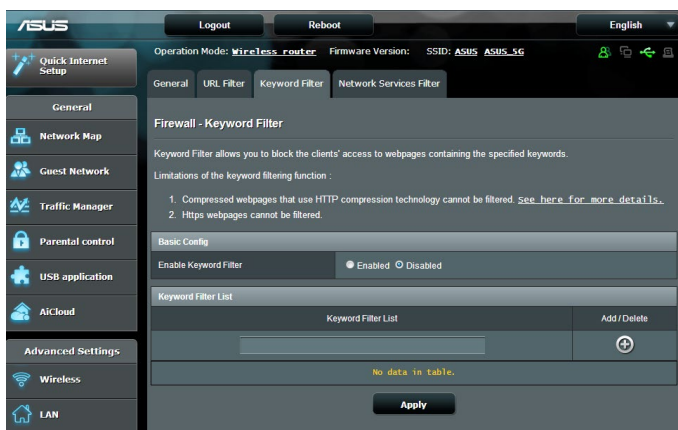 ASUS
Logout
Reboot
English
Operation Mode: Wireless router Firmware Version: SSID: ASUS ASUS_5G
Quick Internet
Setup
General
Network Map
Guest Network
Traffic Manager
Parental control
USB application
AiCloud
Advanced Settings
Wireless
LAN
General
URL Filter
Keyword Filter
Network Services Filter
Firewall - Keyword Filter
Keyword Filter allows you to block the clients' access to webpages containing the specified keywords.
Limitations of the keyword filtering function :
1. Compressed webpages that use HTTP compression technology cannot be filtered. See here for more details.
2. Https webpages cannot be filtered.
Basic Config
Enable Keyword Filter
Enabled Disabled
Keyword Filter List
Keyword Filter List
Add / Delete
No data in table.
Apply